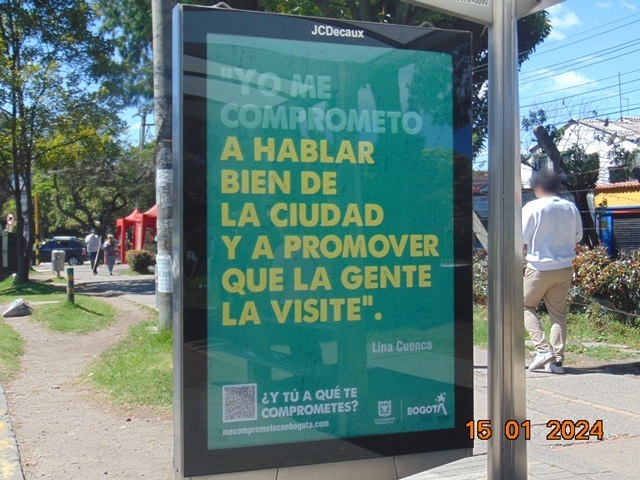 JCDecaux
"YO ME
COMPROMETO
A HABLAR
BIEN DE
LA CIUDAD
Y A PROMOVER
QUE LA GENTE
LA VISITE".
Lina Cuenca
¿Y TÚ A QUÉ TE
COMPROMETES?
mecomprometoconbogota.com
BOGOTÁ
15 01 2024